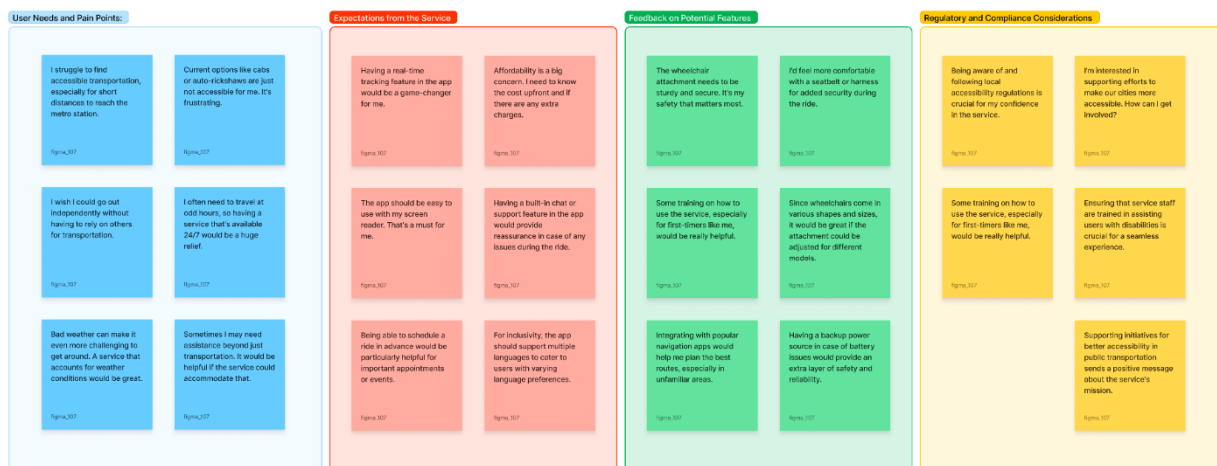 User Needs and Pain Points:
I struggle to find
accessible transportation,
especially for short
distances to reach the
metro station.
figma_107
Current options like cabs
or auto-rickshaws are just
not accessible for me. It's
frustrating.
figma_107
I wish I could go out
independently without
having to rely on others
for transportation.
figma_107
I often need to travel at
odd hours, so having a
service that's available
24/7 would be a huge
relief.
figma_107
Bad weather can make it
even more challenging to
get around. A service that
accounts for weather
conditions would be great.
figma_107
Sometimes I may need
assistance beyond just
transportation. It would be
helpful if the service could
accommodate that.
figma_107
Expectations from the Service
Having a real-time
tracking feature in the app
would be a game-changer
for me.
figma_107
Affordability is a big
concern. I need to know
the cost upfront and if
there are any extra
charges.
figma_107
The app should be easy to
use with my screen
reader. That's a must for
me.
figma_107
Having a built-in chat or
support feature in the app
would provide
reassurance in case of any
issues during the ride.
figma_107
Being able to schedule a
ride in advance would be
particularly helpful for
important appointments
or events.
figma_107
For inclusivity, the app
should support multiple
languages to cater to
users with varying
language preferences.
figma_107
Feedback on Potential Features
The wheelchair
attachment needs to be
sturdy and secure. It's my
safety that matters most.
figma_107
I'd feel more comfortable
with a seatbelt or harness
for added security during
the ride.
figma_107
Some training on how to
use the service, especially
for first-timers like me,
would be really helpful.
figma_107
Since wheelchairs come in
various shapes and sizes,
it would be great if the
attachment could be
adjusted for different
models.
figma_107
Integrating with popular
navigation apps would
help me plan the best
routes, especially in
unfamiliar areas.
figma_107
Having a backup power
source in case of battery
issues would provide an
extra layer of safety and
reliability.
figma_107
Regulatory and Compliance Considerations
Being aware of and
following local
accessibility regulations is
crucial for my confidence
in the service.
figma_107
I'm interested in
supporting efforts to
make our cities more
accessible. How can I get
involved?
figma_107
Some training on how to
use the service, especially
for first-timers like me,
would be really helpful.
figma_107
Ensuring that service staff
are trained in assisting
users with disabilities is
crucial for a seamless
experience.
figma_107
Supporting initiatives for
better accessibility in
public transportation
sends a positive message
about the service's
mission.
figma_107